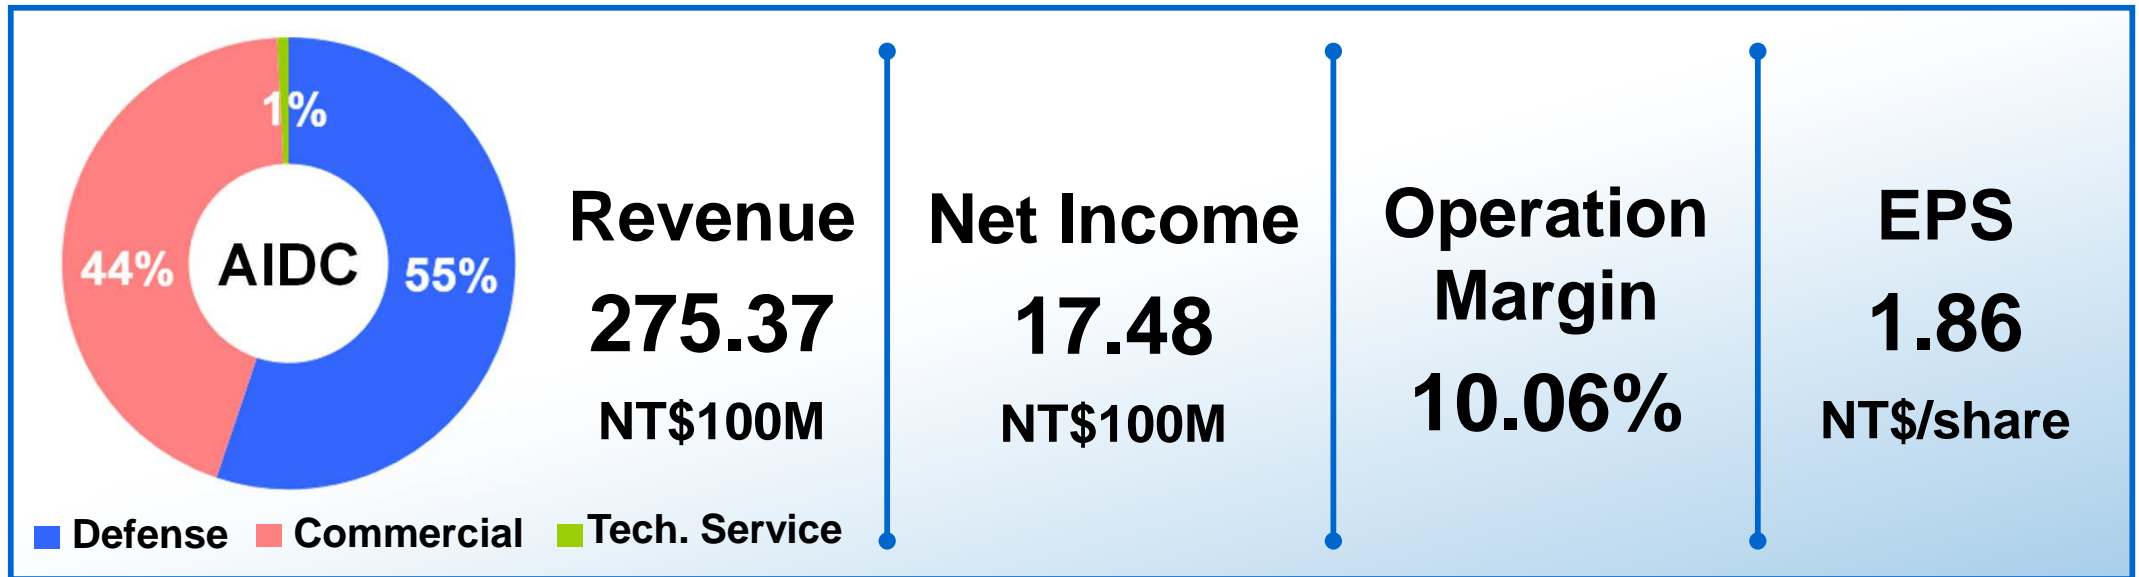 1%
44%
AIDC
55%
Defense
Commercial
Tech. Service
Revenue
275.37
NT$100M
Net Income
17.48
NT$100M
Operation
Margin
10.06%
EPS
1.86
NT$/share